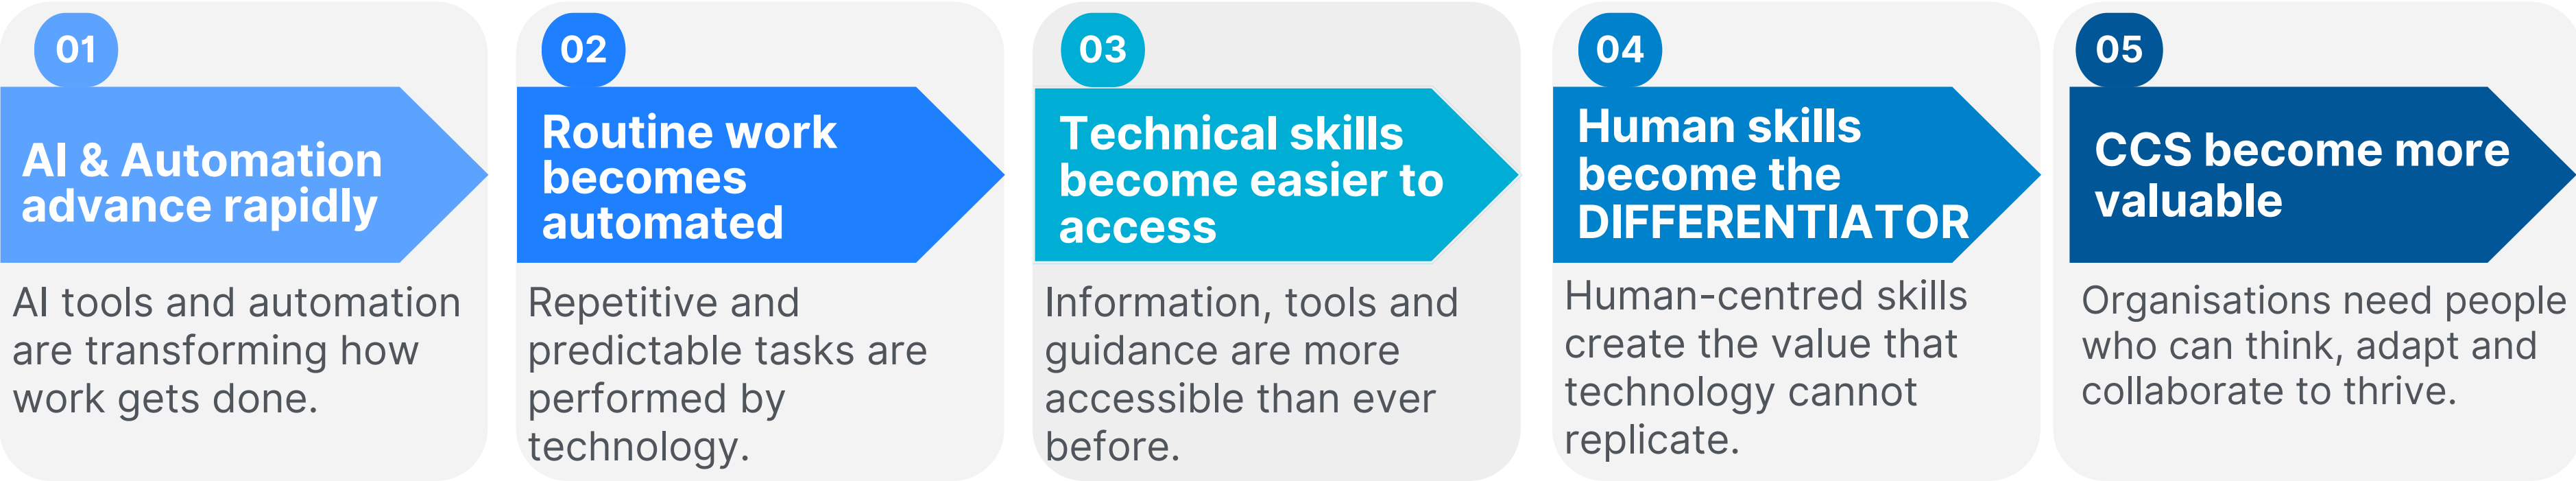 01
AI & Automation
advance rapidly
AI tools and automation
are transforming how
work gets done.
02
Routine work
becomes
automated
Repetitive and
predictable tasks are
performed by
technology.
03
Technical skills
become easier to
access
Information, tools and
guidance are more
accessible than ever
before.
04
Human skills
become the
DIFFERENTIATOR
Human-centred skills
create the value that
technology cannot
replicate.
05
CCS become more
valuable
Organisations need people
who can think, adapt and
collaborate to thrive.